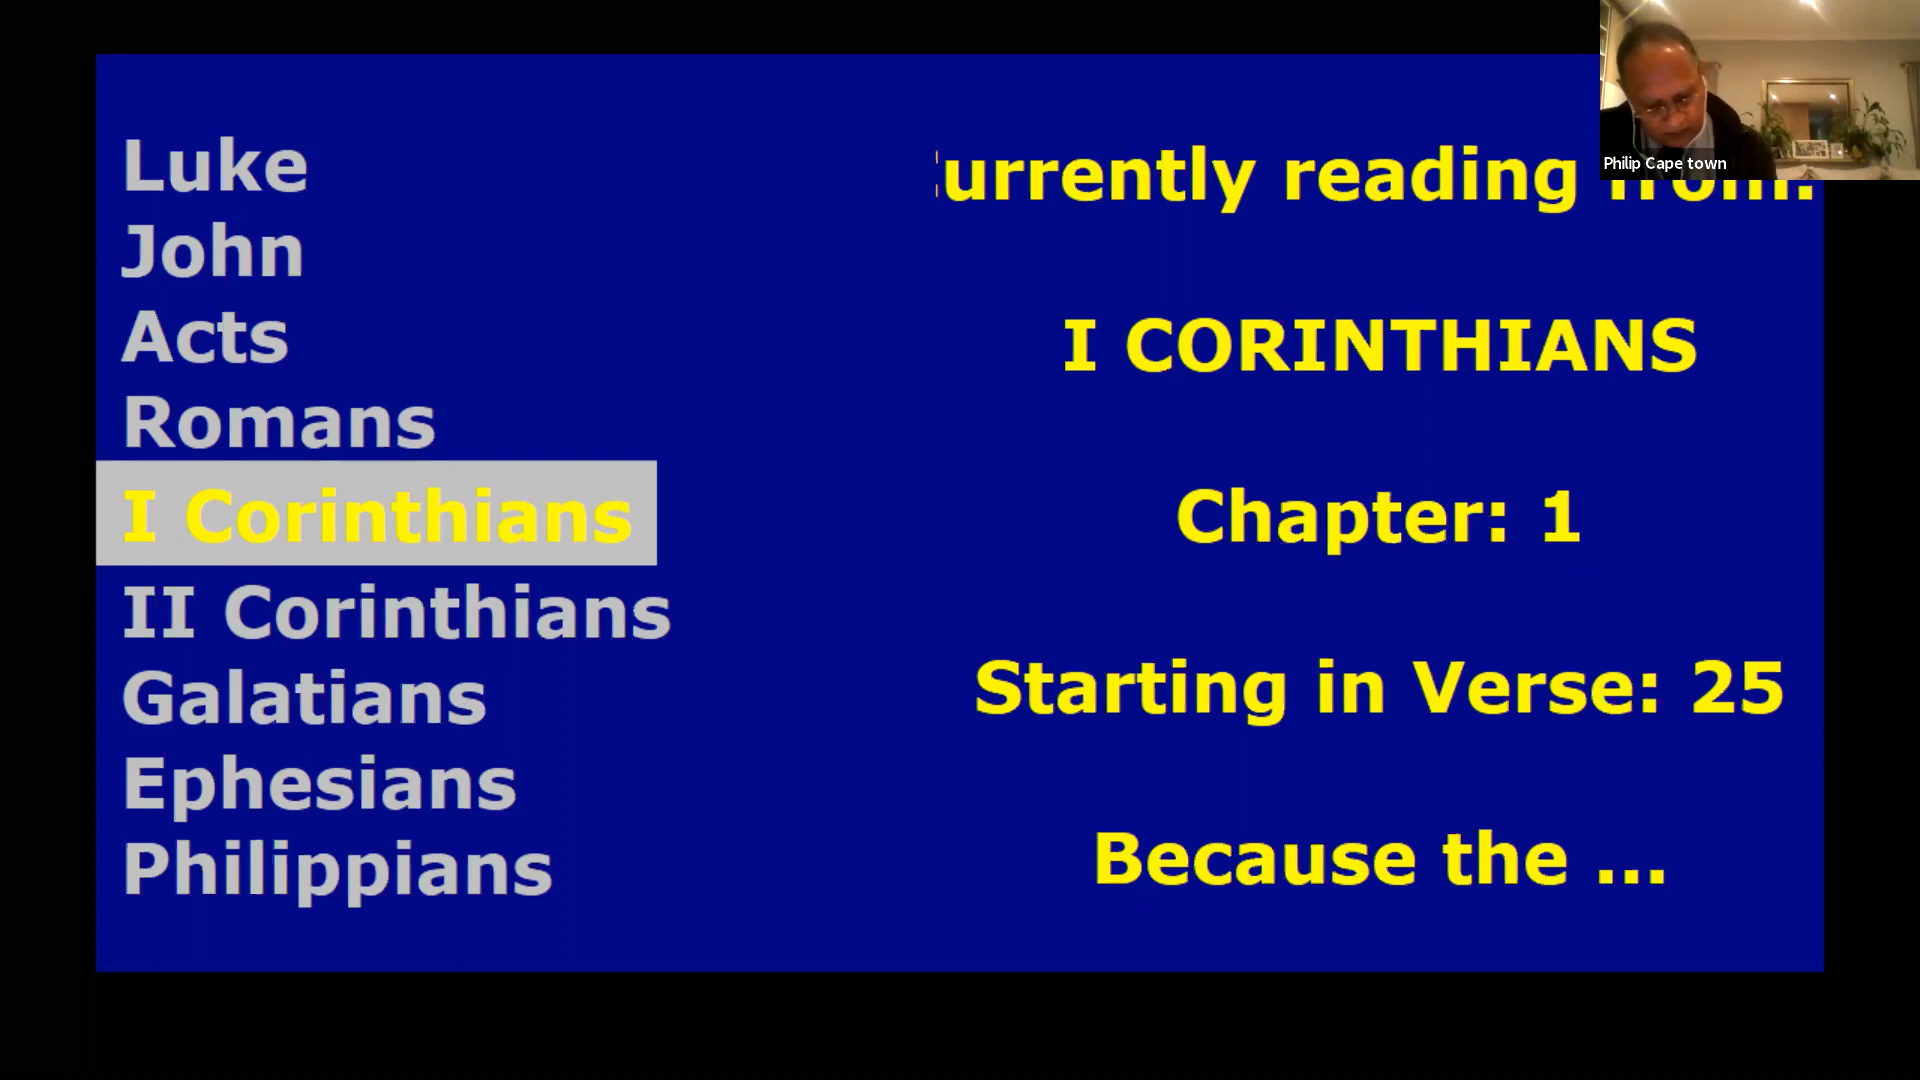 Luke
John
Acts
Romans
I Corinthians
II Corinthians
Galatians
Ephesians
Philippians
urrently reading from:
I CORINTHIANS
Chapter: 1
Starting in Verse: 25
Because the ...
Philip Cape town